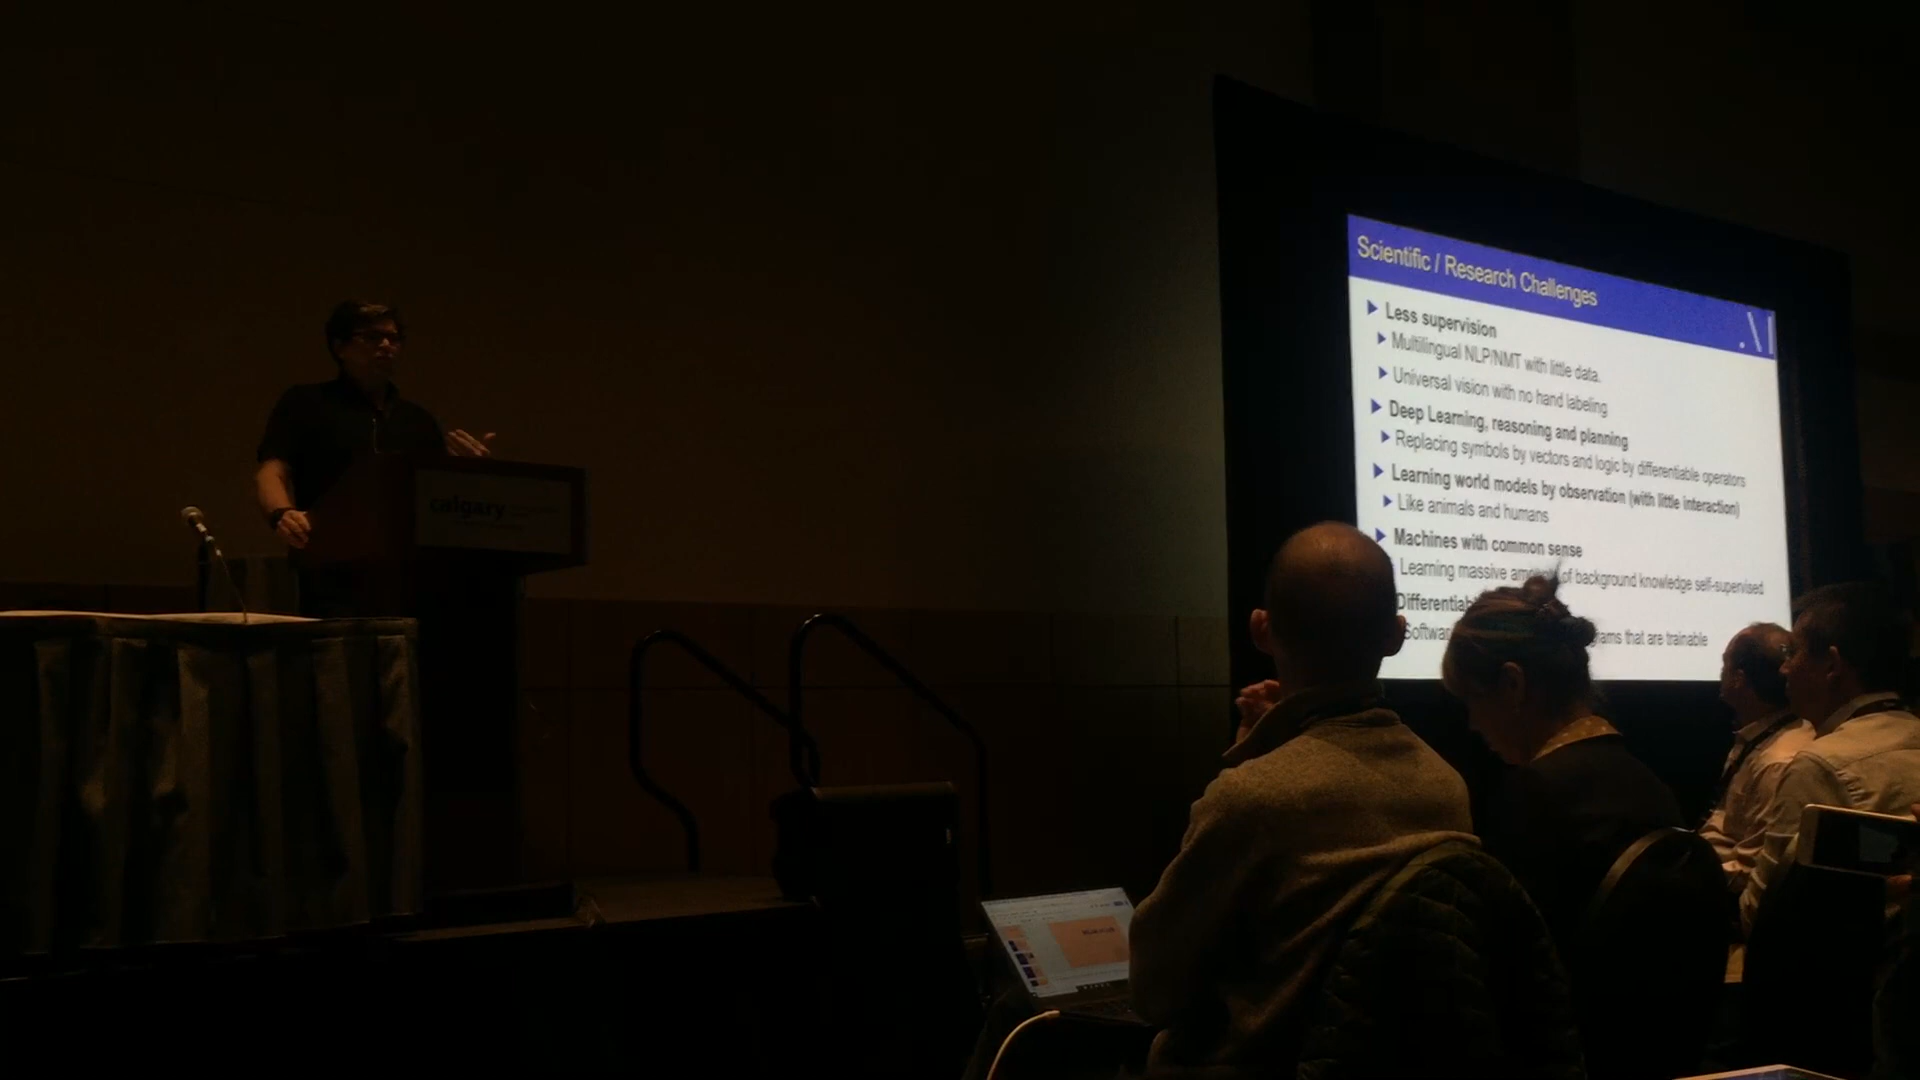 Scientific / Research Challenges
Less supervision
Multilingual NLP/NMT with little data.
Universal vision with no hand labeling
Deep Learning, reasoning and planning
Replacing symbols by vectors and logic by differentiable operators
Learning world models by observation (with little interaction)
Like animals and humans
Machines with common sense
Learning massive of background knowledge self-supervised
that are trainable
calgary